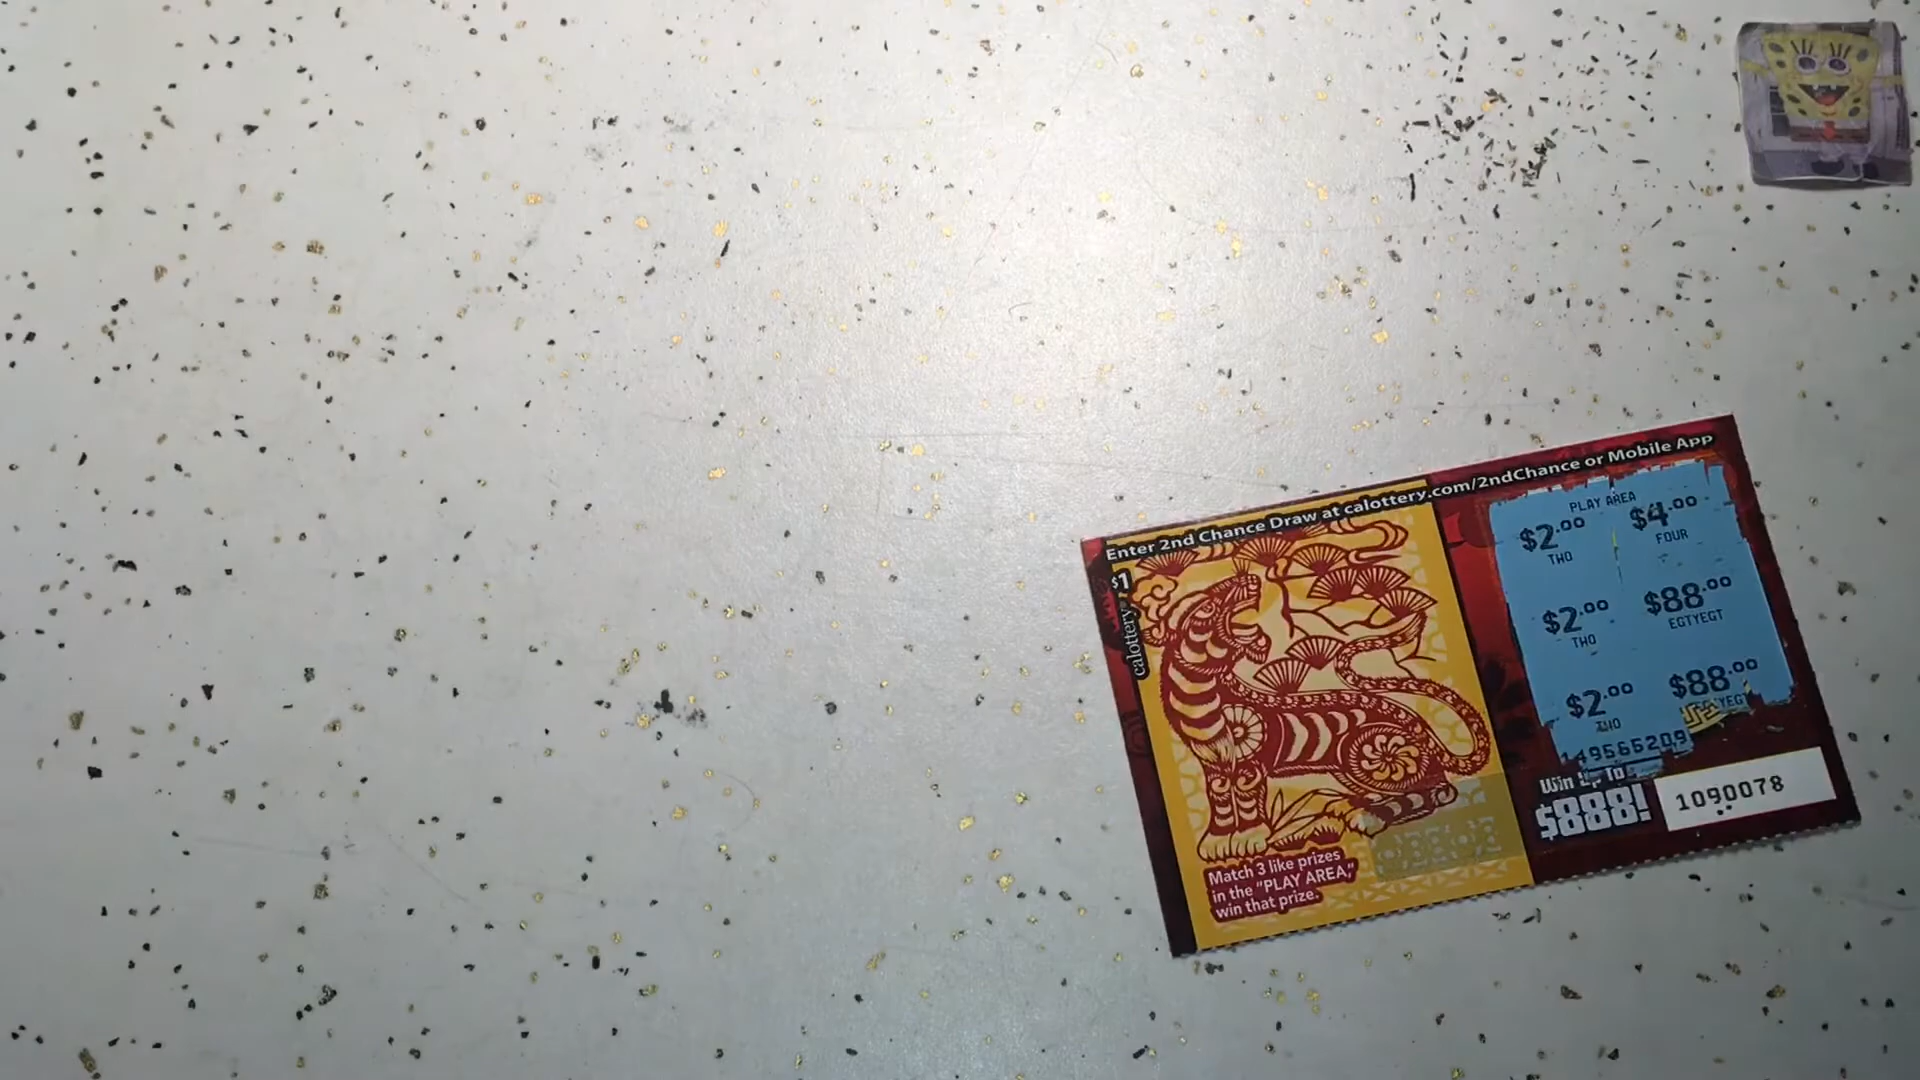 Enter 2nd Chance Draw at calottery.com/2ndChance or Mobile App
$1
calottery
PLAY AREA
$2.00 $4.00
TWO FOUR
$2.00 $88.00
TWO EGTYEGT
$2.00 $88.00
TWO
49565209
Win Up To
$888!
1090078
Match 3 like prizes
in the "PLAY AREA,"
win that prize.